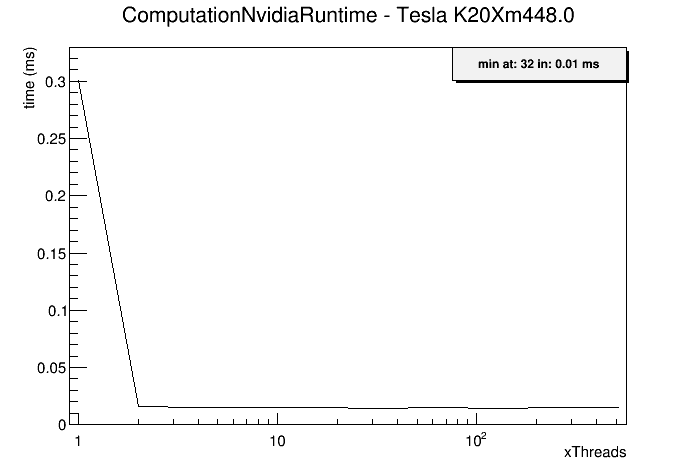 ComputationNvidiaRuntime - Tesla K20Xm448.0
time (ms)
min at: 32 in: 0.01 ms
0.3
0.25
0.2
0.15
0.1
0.05
0
1 10 10²
xThreads